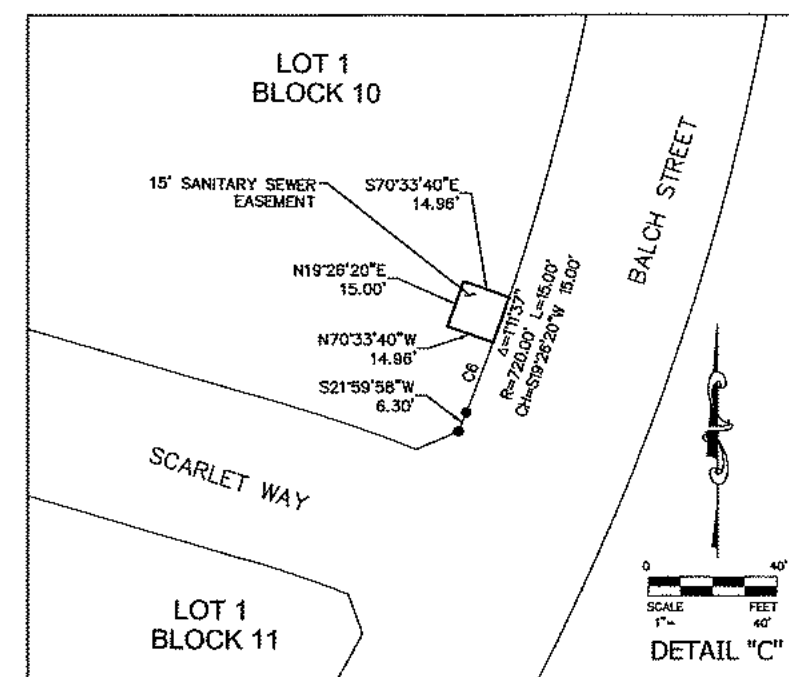 LOT 1
BLOCK 10
15' SANITARY SEWER
EASEMENT
S70°33'40"E
14.96'
N19°26'20"E
15.00'
N70°33'40"W
14.96'
S21°59'58"W
6.30'
C6
Δ=1°11'37"
R=720.00' L=15.00'
CH=S19°26'20"W 15.00'
BALCH STREET
SCARLET WAY
LOT 1
BLOCK 11
0 40'
SCALE FEET
1"= 40'
DETAIL "C"